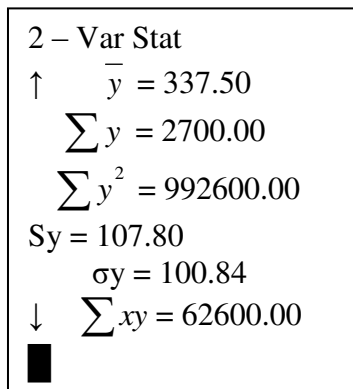 2 – Var Stat
↑ y̅ = 337.50
∑ y = 2700.00
∑ y² = 992600.00
Sy = 107.80
σy = 100.84
↓ ∑ xy = 62600.00